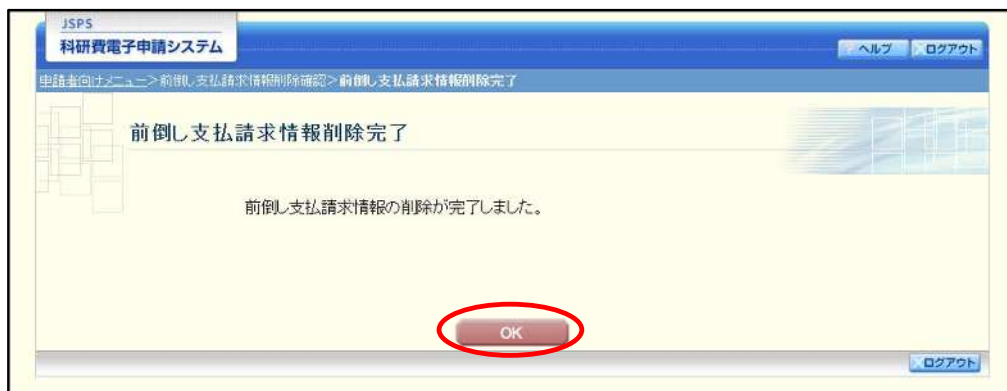 JSPS
科研費電子申請システム
? ヘルプ ログアウト
申請者向けメニュー>前倒し支払請求情報削除確認>前倒し支払請求情報削除完了
前倒し支払請求情報削除完了
前倒し支払請求情報の削除が完了しました。
OK
ログアウト